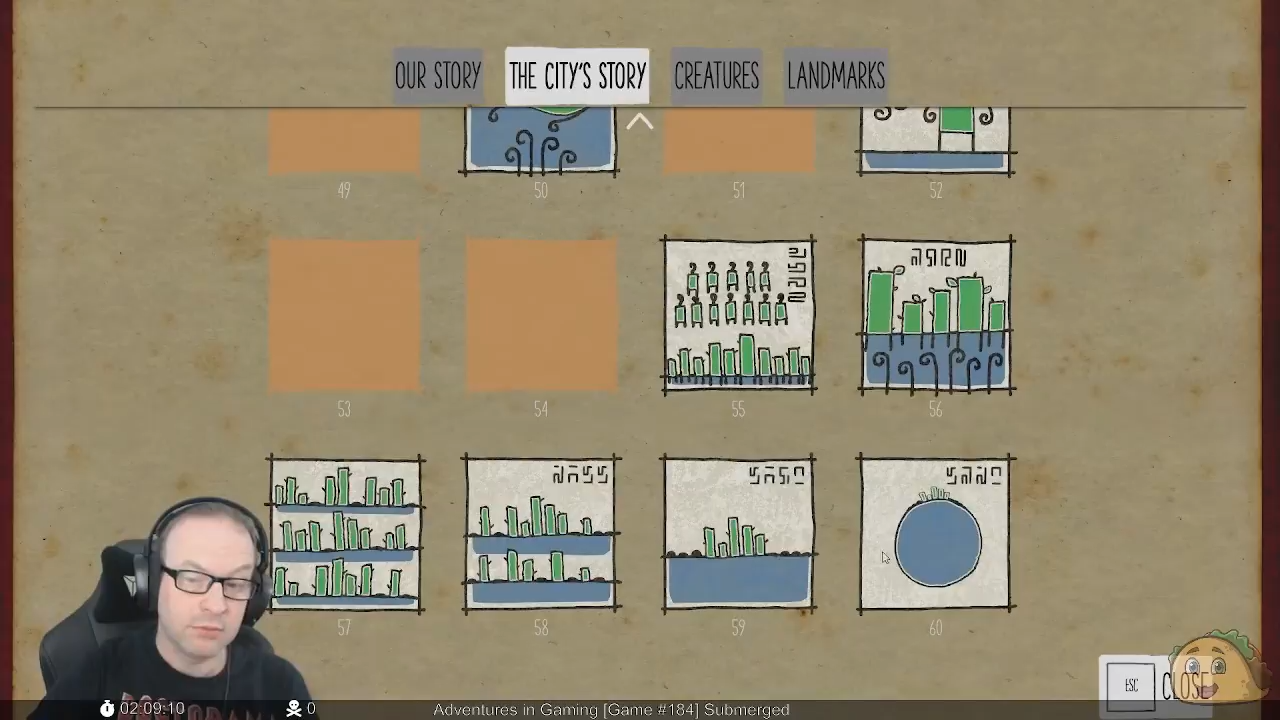 OUR STORY
THE CITY'S STORY
CREATURES
LANDMARKS
49
50
51
52
53
54
55
56
57
58
59
60
ESC
CLOSE
02:09:10
0
Adventures in Gaming [Game #184] Submerged